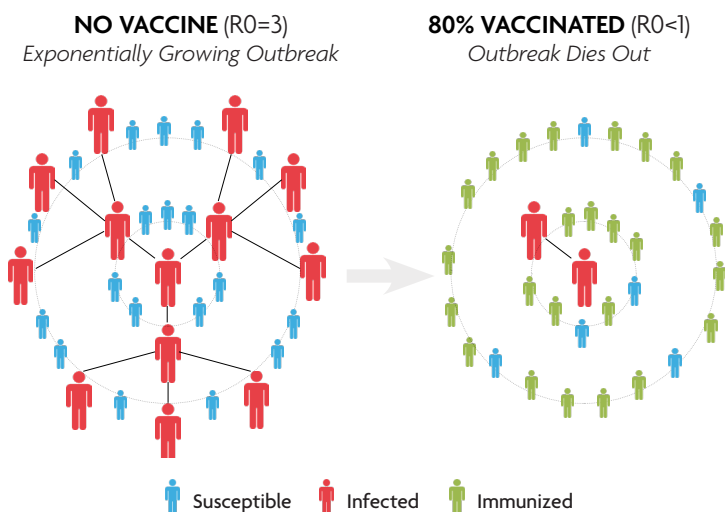 NO VACCINE (R0=3)
Exponentially Growing Outbreak
80% VACCINATED (R0<1)
Outbreak Dies Out
Susceptible
Infected
Immunized